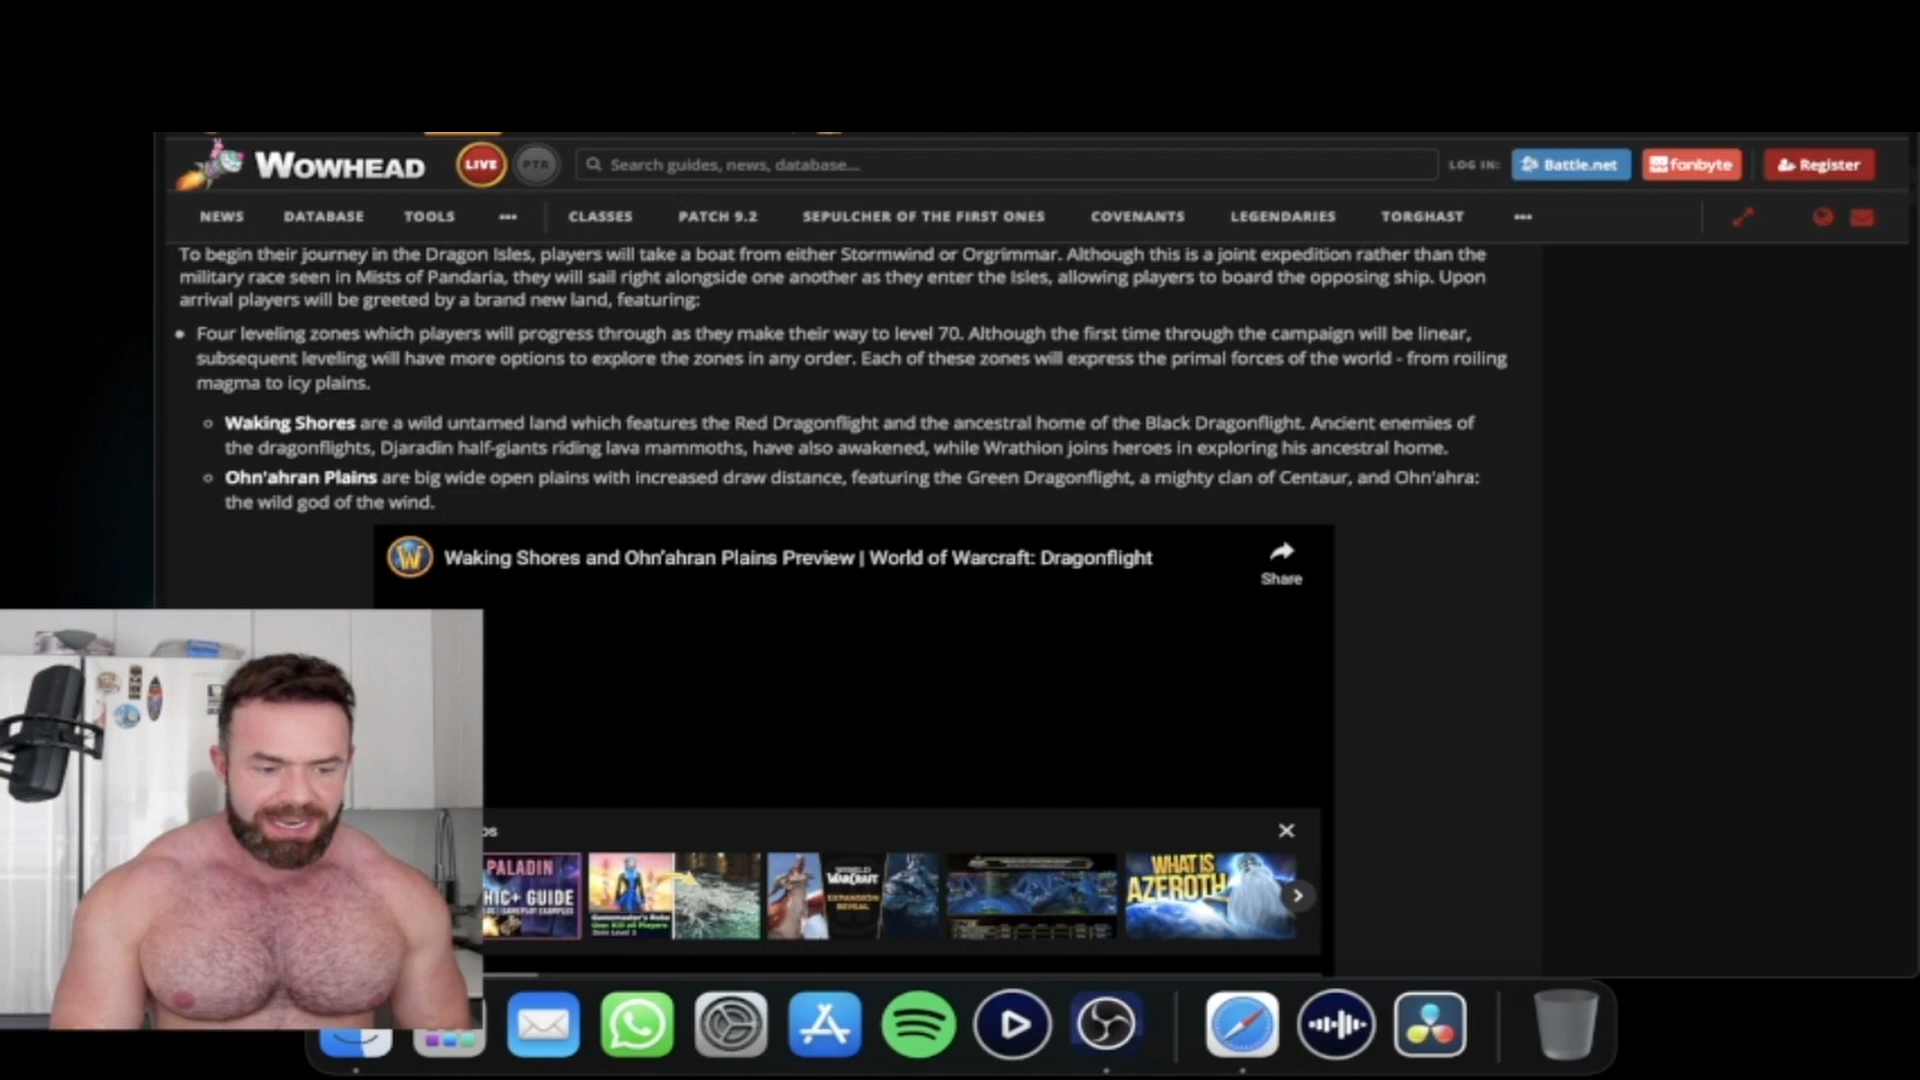 WOWHEAD
LIVE
PTR
Search guides, news, database...
LOG IN:
Battle.net
fanbyte
Register
NEWS DATABASE TOOLS ••• CLASSES PATCH 9.2 SEPULCHER OF THE FIRST ONES COVENANTS LEGENDARIES TORGHAST •••
To begin their journey in the Dragon Isles, players will take a boat from either Stormwind or Orgrimmar. Although this is a joint expedition rather than the
military race seen in Mists of Pandaria, they will sail right alongside one another as they enter the Isles, allowing players to board the opposing ship. Upon
arrival players will be greeted by a brand new land, featuring:
• Four leveling zones which players will progress through as they make their way to level 70. Although the first time through the campaign will be linear,
subsequent leveling will have more options to explore the zones in any order. Each of these zones will express the primal forces of the world - from roiling
magma to icy plains.
Waking Shores are a wild untamed land which features the Red Dragonflight and the ancestral home of the Black Dragonflight. Ancient enemies of
the dragonflights, Djaradin half-giants riding lava mammoths, have also awakened, while Wrathion joins heroes in exploring his ancestral home.
Ohn'ahran Plains are big wide open plains with increased draw distance, featuring the Green Dragonflight, a mighty clan of Centaur, and Ohn'ahra:
the wild god of the wind.
W
Waking Shores and Ohn'ahran Plains Preview | World of Warcraft: Dragonflight
Share
os
PALADIN
HIC+ GUIDE
GAMEPLAY EXAMPLES
WORLD
WARCRAFT
EXPANSION
REVEAL
WHAT IS
AZEROTH